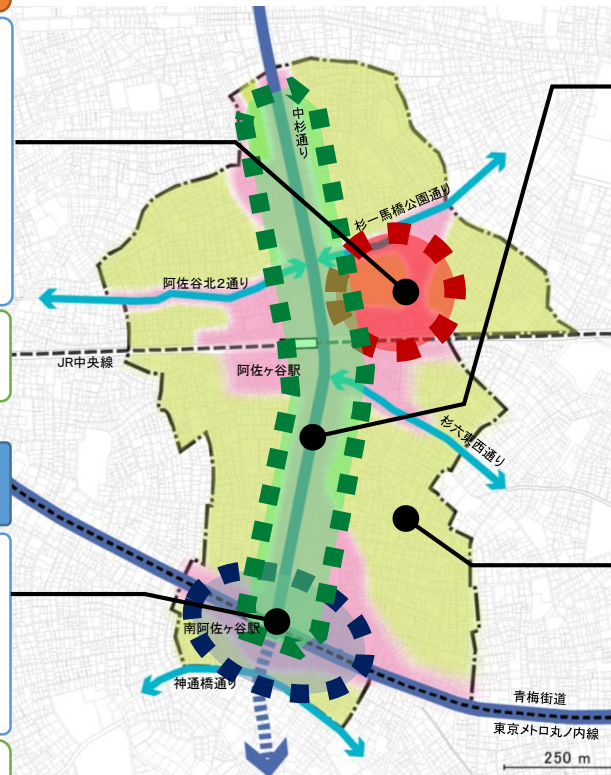 中杉通り
杉一馬橋公園通り
阿佐谷北2通り
JR中央線
阿佐ヶ谷駅
杉六東西通り
南阿佐ヶ谷駅
神通橋通り
青梅街道
東京メトロ丸ノ内線
250 m